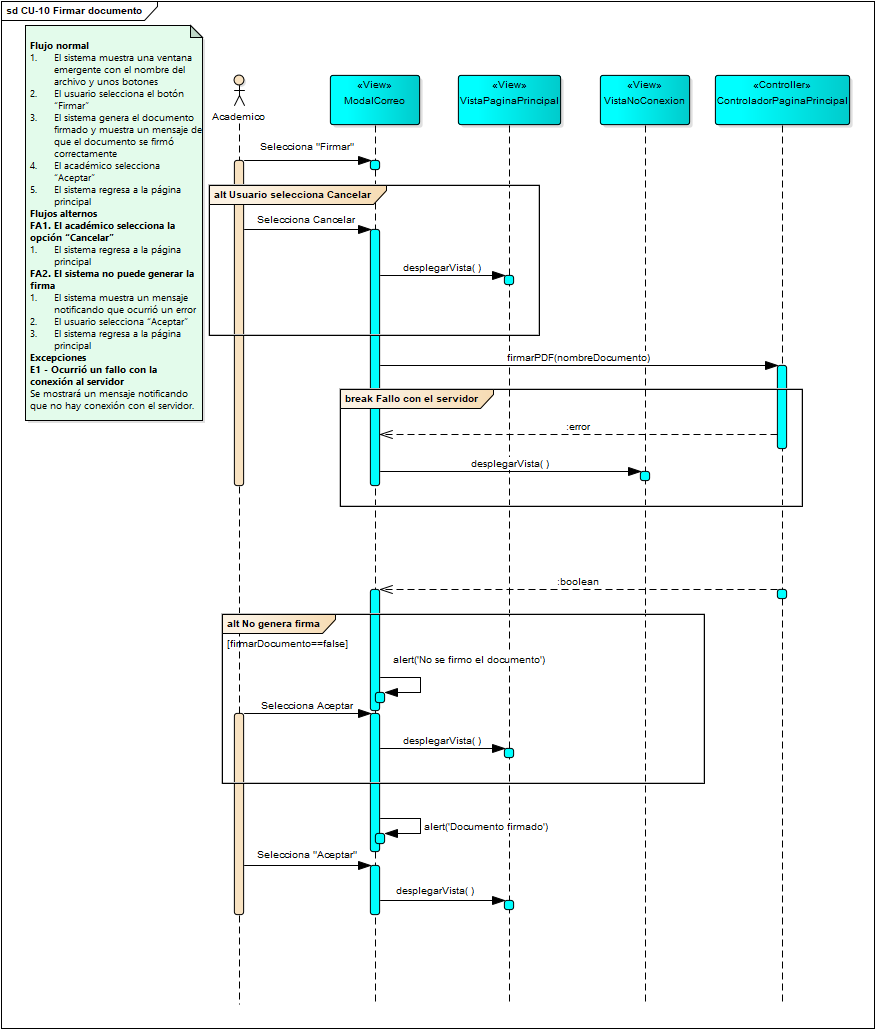 sd CU-10 Firmar documento
Flujo normal
1. El sistema muestra una ventana
emergente con el nombre del
archivo y unos botones
2. El usuario selecciona el botón
“Firmar”
3. El sistema genera el documento
firmado y muestra un mensaje de
que el documento se firmó
correctamente
4. El académico selecciona
“Aceptar”
5. El sistema regresa a la página
principal
Flujos alternos
FA1. El académico selecciona la
opción “Cancelar”
1. El sistema regresa a la página
principal
FA2. El sistema no puede generar la
firma
1. El sistema muestra un mensaje
notificando que ocurrió un error
2. El usuario selecciona “Aceptar”
3. El sistema regresa a la página
principal
Excepciones
E1 - Ocurrió un fallo con la
conexión al servidor
Se mostrará un mensaje notificando
que no hay conexión con el servidor.
Academico
«View»
ModalCorreo
«View»
VistaPaginaPrincipal
«View»
VistaNoConexion
«Controller»
ControladorPaginaPrincipal
Selecciona "Firmar"
alt Usuario selecciona Cancelar
Selecciona Cancelar
desplegarVista( )
firmarPDF(nombreDocumento)
break Fallo con el servidor
:error
desplegarVista( )
:boolean
alt No genera firma
[firmarDocumento==false]
alert('No se firmo el documento')
Selecciona Aceptar
desplegarVista( )
alert('Documento firmado')
Selecciona "Aceptar"
desplegarVista( )